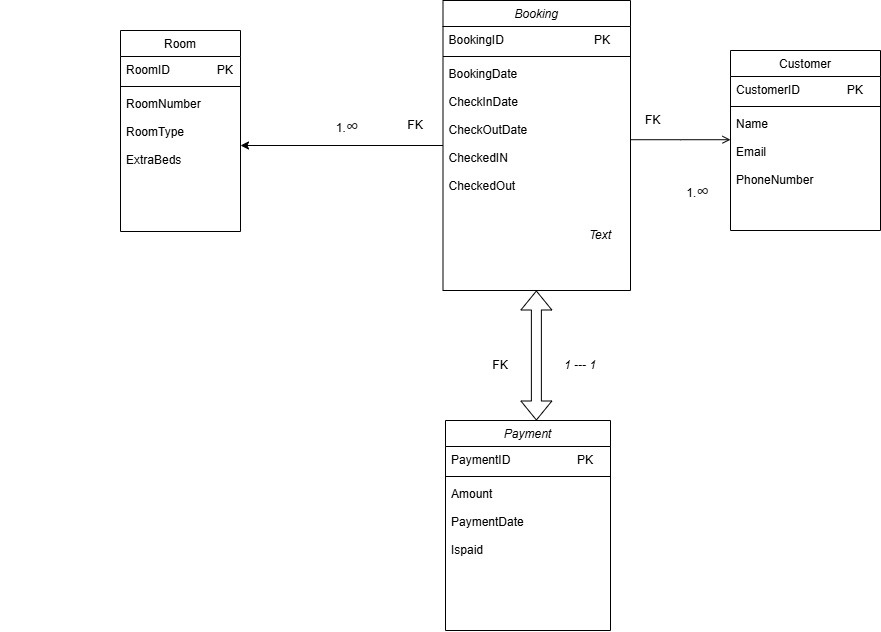 Room
RoomID PK
RoomNumber
RoomType
ExtraBeds
1.∞ FK
Booking
BookingID PK
BookingDate
CheckInDate
CheckOutDate
CheckedIN
CheckedOut
Text
FK
1.∞
Customer
CustomerID PK
Name
Email
PhoneNumber
FK 1 --- 1
Payment
PaymentID PK
Amount
PaymentDate
Ispaid